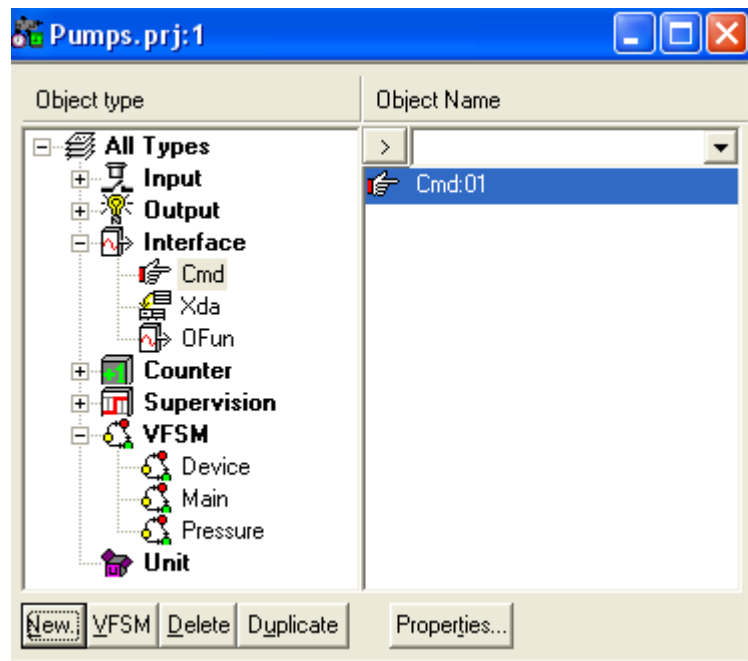 Pumps.prj:1
Object type Object Name
All Types >
Input Cmd:01
Output
Interface
Cmd
Xda
OFun
+1 Counter
Supervision
VFSM
Device
Main
Pressure
Unit
New. VFSM Delete Duplicate Properties...